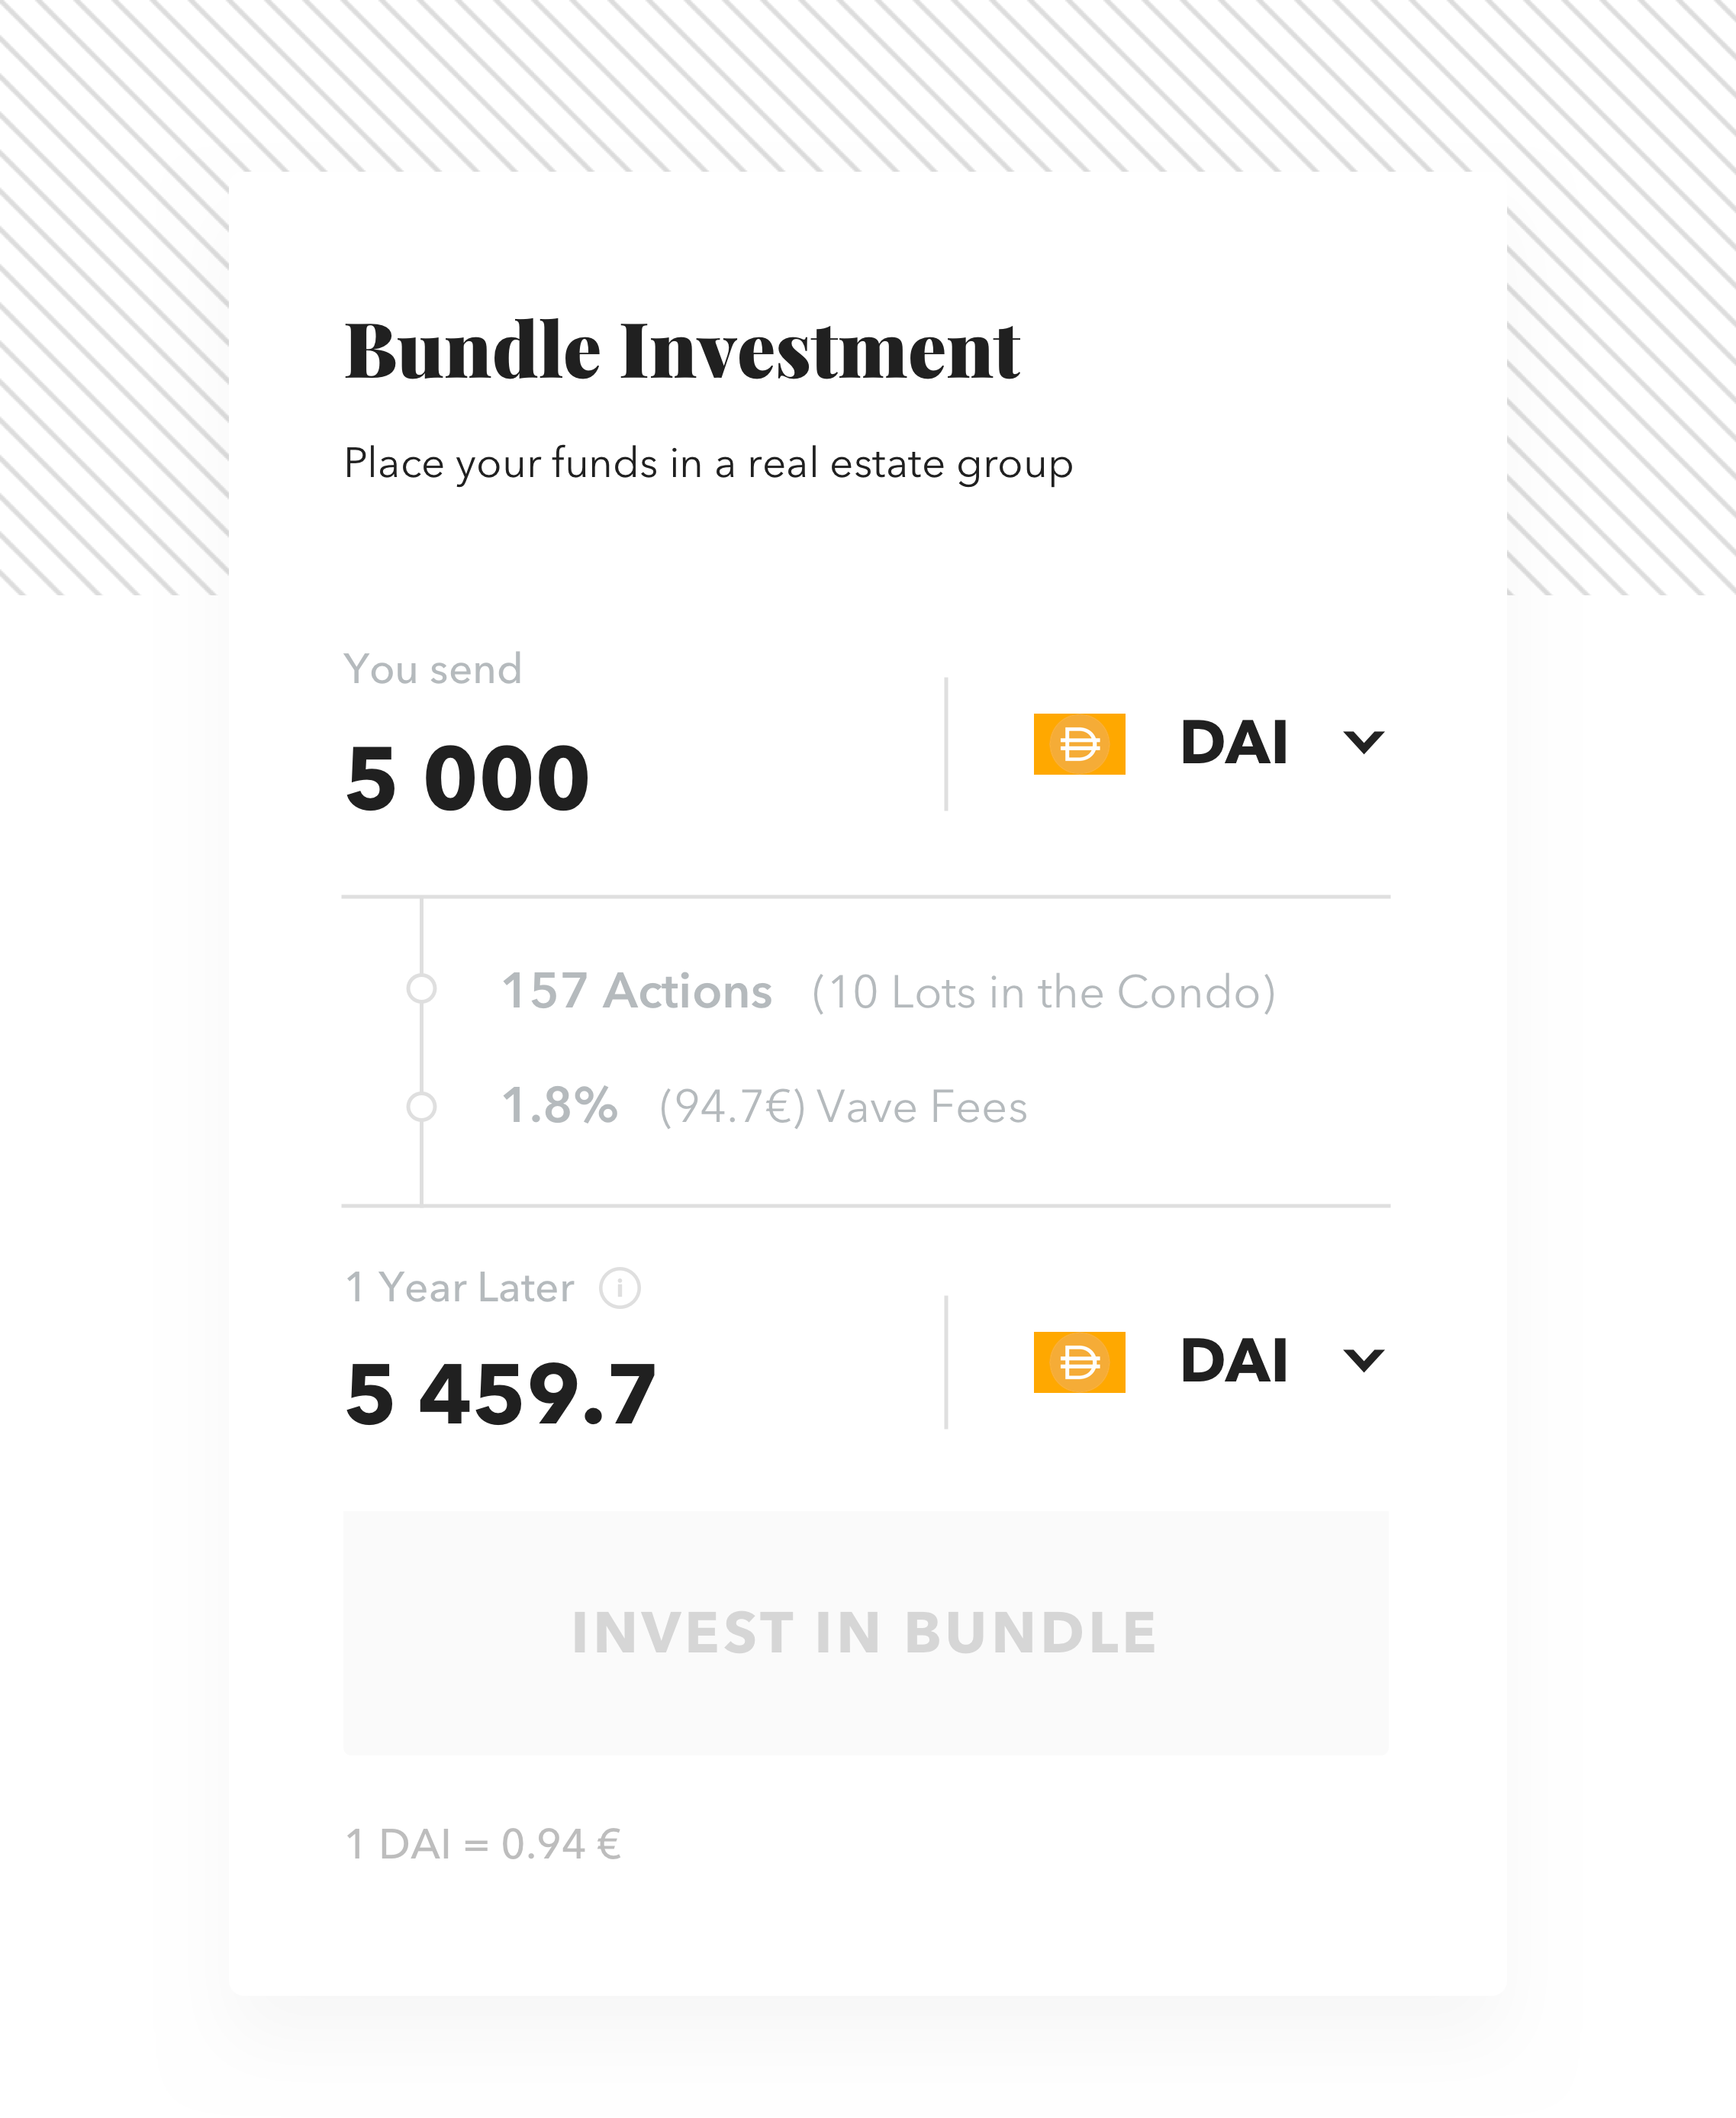 Bundle Investment
Place your funds in a real estate group
You send
5 000
DAI
157 Actions (10 Lots in the Condo)
1.8% (94.7€) Vave Fees
1 Year Later
5 459.7
DAI
INVEST IN BUNDLE
1 DAI = 0.94 €